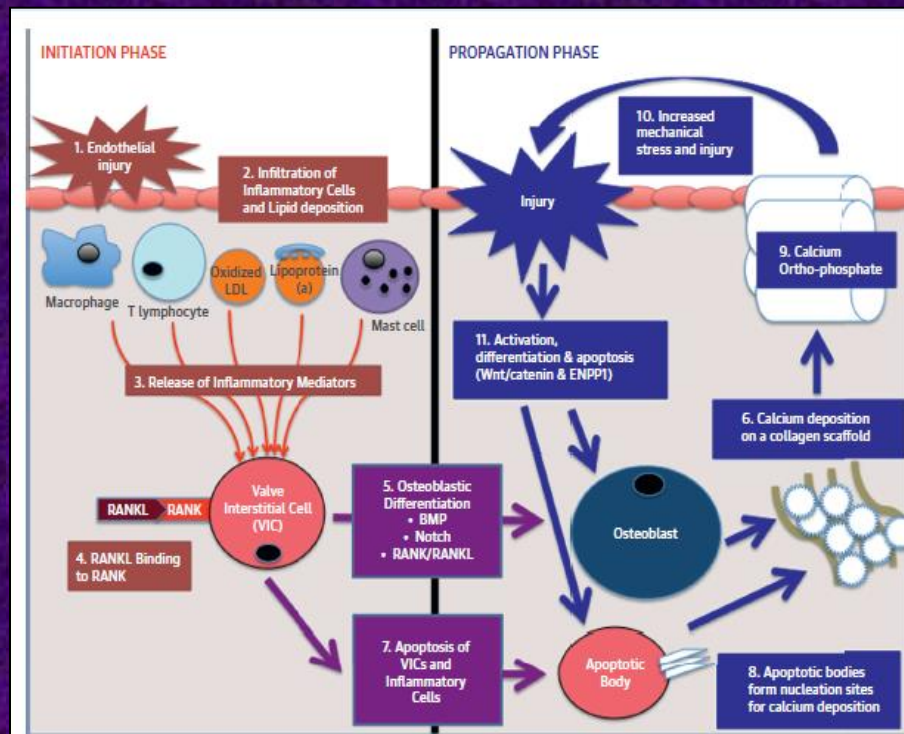 INITIATION PHASE
1. Endothelial
injury
2. Infiltration of
Inflammatory Cells
and Lipid deposition
Macrophage
T lymphocyte
Oxidized
LDL
Lipoprotein
(a)
Mast cell
3. Release of Inflammatory Mediators
RANKL
RANK
Valve
Interstitial Cell
(VIC)
4. RANKL Binding
to RANK
5. Osteoblastic
Differentiation
• BMP
• Notch
• RANK/RANKL
7. Apoptosis of
VICs and
Inflammatory
Cells
PROPAGATION PHASE
10. Increased
mechanical
stress and injury
Injury
9. Calcium
Ortho-phosphate
11. Activation,
differentiation & apoptosis
(Wnt/catenin & ENPP1)
6. Calcium deposition
on a collagen scaffold
Osteoblast
Apoptotic
Body
8. Apoptotic bodies
form nucleation sites
for calcium deposition